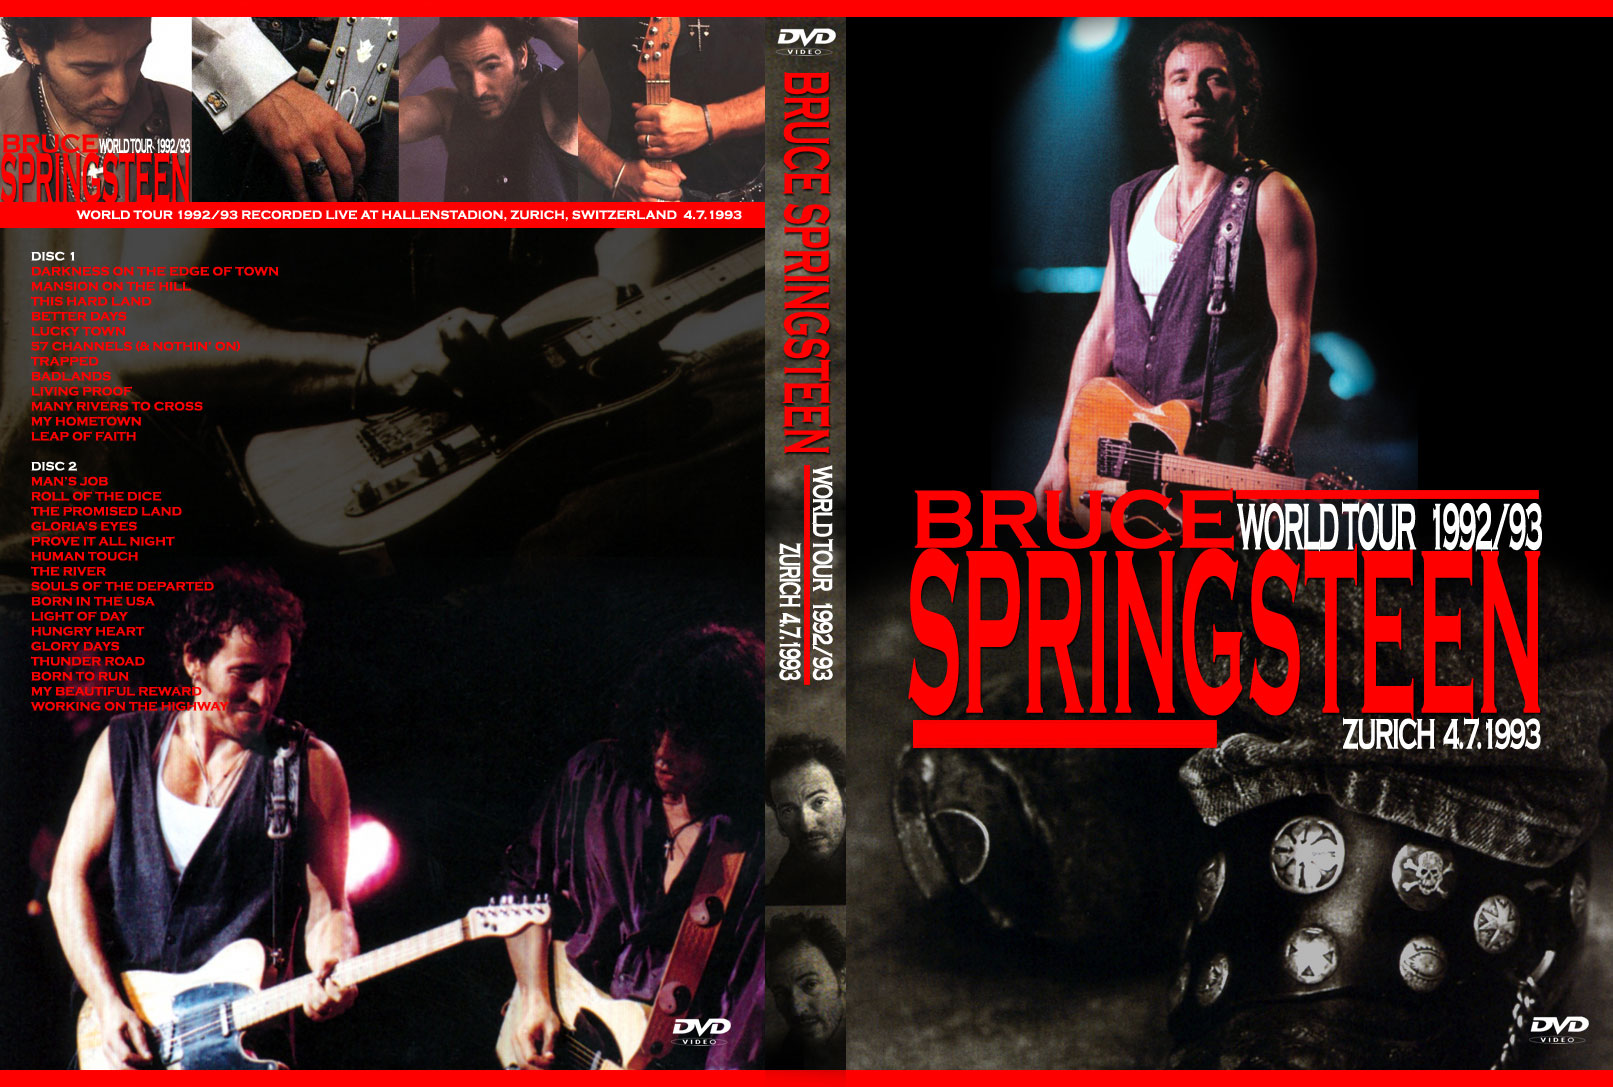 BRUCE WORLD TOUR 1992/93
SPRINGSTEEN
WORLD TOUR 1992/93 RECORDED LIVE AT HALLENSTADION, ZURICH, SWITZERLAND 4.7.1993
DISC 1
DARKNESS ON THE EDGE OF TOWN
MANSION ON THE HILL
THIS HARD LAND
BETTER DAYS
LUCKY TOWN
57 CHANNELS (& NOTHIN' ON)
TRAPPED
BADLANDS
LIVING PROOF
MANY RIVERS TO CROSS
MY HOMETOWN
LEAP OF FAITH
DISC 2
MAN'S JOB
ROLL OF THE DICE
THE PROMISED LAND
GLORIA'S EYES
PROVE IT ALL NIGHT
HUMAN TOUCH
THE RIVER
SOULS OF THE DEPARTED
BORN IN THE USA
LIGHT OF DAY
HUNGRY HEART
GLORY DAYS
THUNDER ROAD
BORN TO RUN
MY BEAUTIFUL REWARD
WORKING ON THE HIGHWAY
DVD
VIDEO
DVD
VIDEO
BRUCE SPRINGSTEEN
WORLD TOUR 1992/93
ZURICH 4.7.1993
BRUCE WORLD TOUR 1992/93
SPRINGSTEEN
ZURICH 4.7.1993
DVD
VIDEO